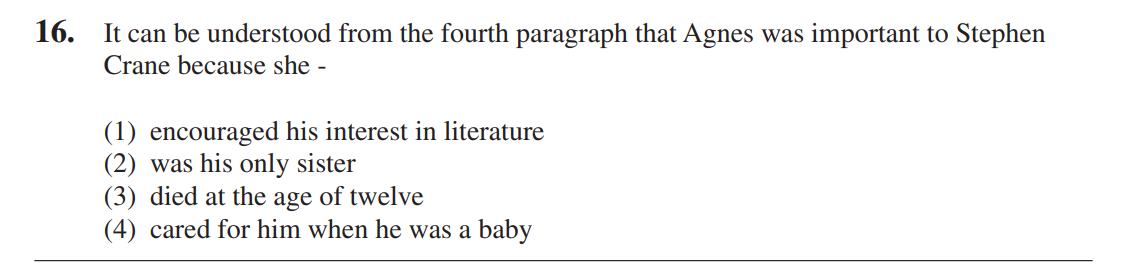 16. It can be understood from the fourth paragraph that Agnes was important to Stephen
Crane because she -
(1) encouraged his interest in literature
(2) was his only sister
(3) died at the age of twelve
(4) cared for him when he was a baby